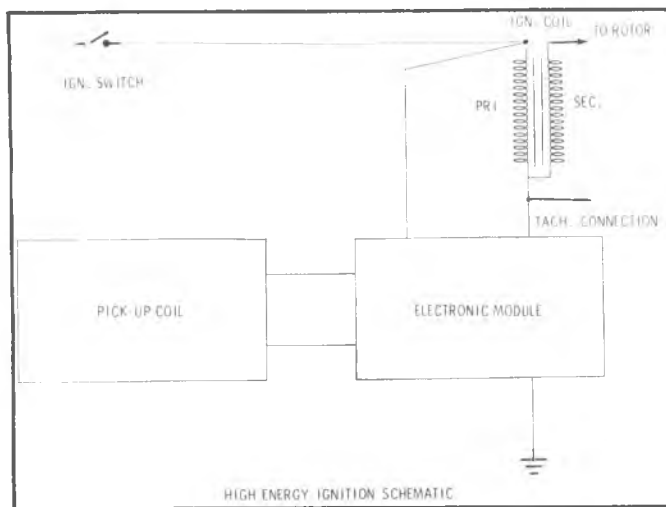 IGN. COIL
TO ROTOR
IGN. SWITCH
PRI
SEC.
TACH. CONNECTION
PICK-UP COIL
ELECTRONIC MODULE
HIGH ENERGY IGNITION SCHEMATIC